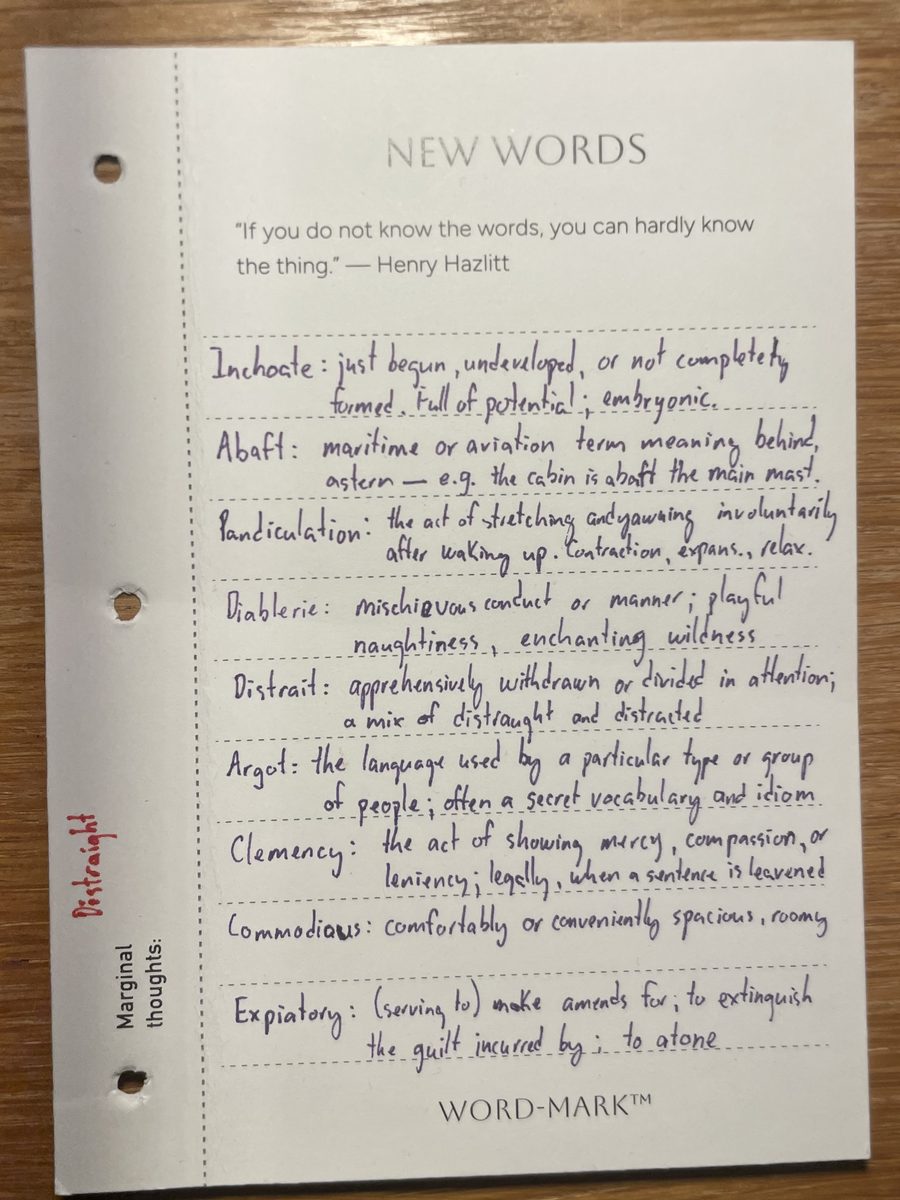 NEW WORDS
"If you do not know the words, you can hardly know
the thing." — Henry Hazlitt
Inchoate: just begun, undeveloped, or not completely
formed. Full of potential; embryonic.
Abaft: maritime or aviation term meaning behind,
astern — e.g. the cabin is abaft the main mast.
Pandiculation: the act of stretching and yawning involuntarily
after waking up. Contraction, expans., relax.
Diablerie: mischievous conduct or manner; playful
naughtiness, enchanting wildness
Distrait: apprehensively withdrawn or divided in attention;
a mix of distraught and distracted
Argot: the language used by a particular type or group
of people; often a secret vocabulary and idiom
Clemency: the act of showing mercy, compassion, or
leniency; legally, when a sentence is leavened
Commodious: comfortably or conveniently spacious, roomy
Expiatory: (serving to) make amends for; to extinguish
the guilt incurred by; to atone
WORD-MARK™
Marginal
thoughts:
Distraight